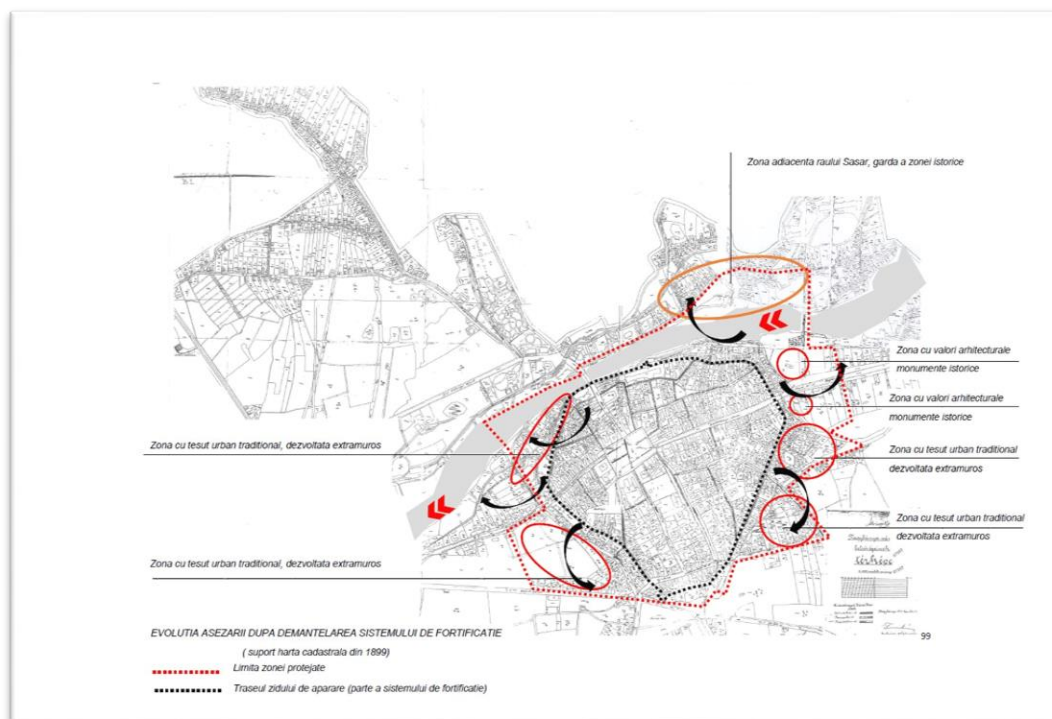 Zona adiacenta raului Sasar, garda a zonei istorice
Zona cu valori arhitecturale
monumente istorice
Zona cu valori arhitecturale
monumente istorice
Zona cu tesut urban traditional, dezvoltata extramuros
Zona cu tesut urban traditional
dezvoltata extramuros
Zona cu tesut urban traditional
dezvoltata extramuros
Zona cu tesut urban traditional, dezvoltata extramuros
EVOLUTIA ASEZARII DUPA DEMANTELAREA SISTEMULUI DE FORTIFICATIE
( suport harta cadastrala din 1899)
Limita zonei protejate
Traseul zidului de aparare (parte a sistemului de fortificatie)
99